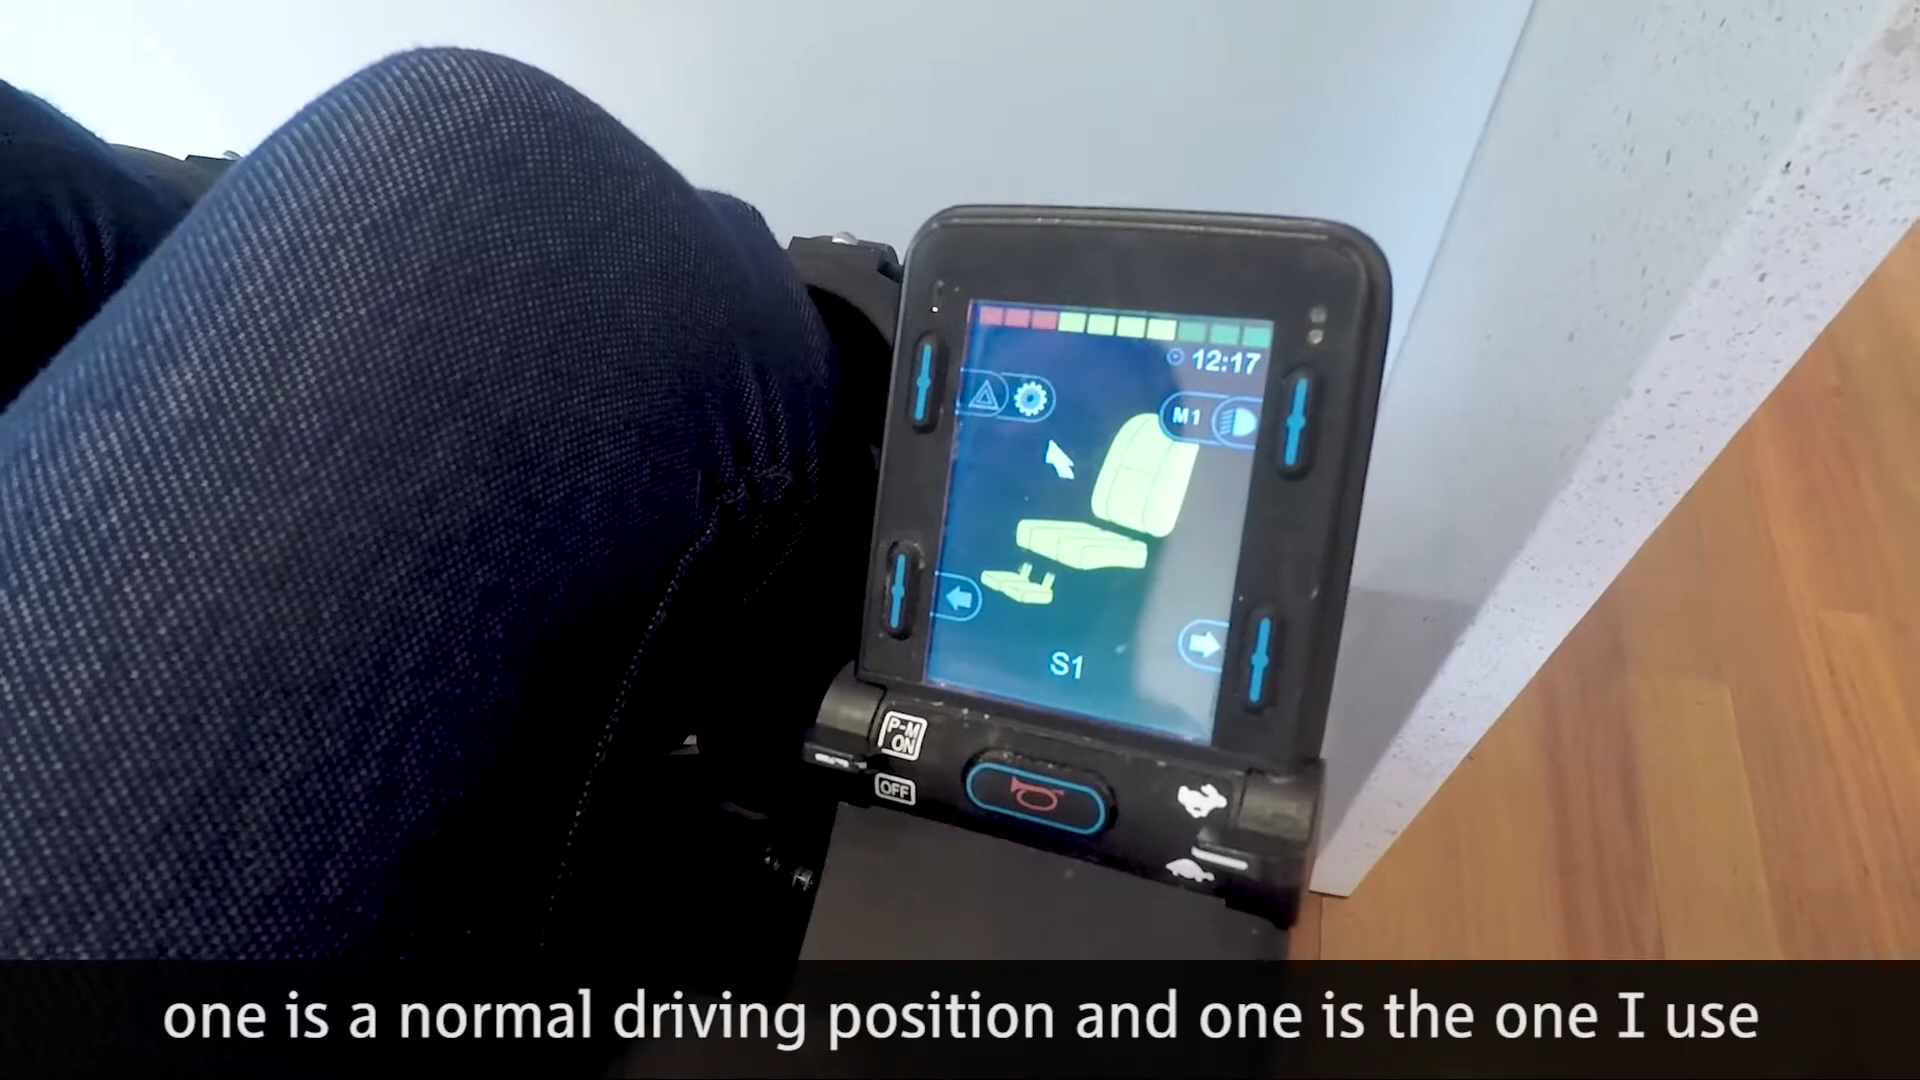 12:17
M1
S1
P-M
ON
OFF
one is a normal driving position and one is the one I use